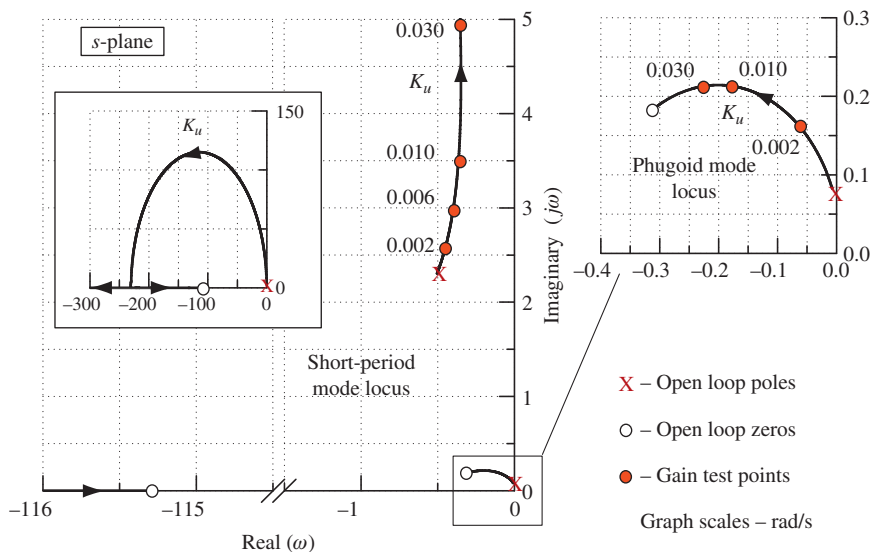 s-plane
K_u
150
0
–300
–200
–100
0
5
0.030
K_u
4
0.010
3
0.006
0.002
2
Imaginary (jω)
Short-period
mode locus
1
0
–116
–115
–1
0
Real (ω)
0.3
0.030
0.010
K_u
0.2
0.002
Phugoid mode
locus
0.1
0.0
–0.4
–0.3
–0.2
–0.1
0.0
X – Open loop poles
– Open loop zeros
– Gain test points
Graph scales – rad/s